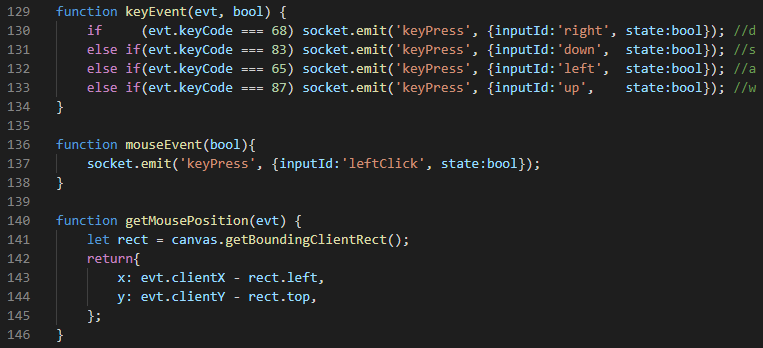 129 function keyEvent(evt, bool) {
130     if     (evt.keyCode === 68) socket.emit('keyPress', {inputId:'right', state:bool}); //d
131     else if(evt.keyCode === 83) socket.emit('keyPress', {inputId:'down',  state:bool}); //s
132     else if(evt.keyCode === 65) socket.emit('keyPress', {inputId:'left',  state:bool}); //a
133     else if(evt.keyCode === 87) socket.emit('keyPress', {inputId:'up',    state:bool}); //w
134 }
135
136 function mouseEvent(bool){
137     socket.emit('keyPress', {inputId:'leftClick', state:bool});
138 }
139
140 function getMousePosition(evt) {
141     let rect = canvas.getBoundingClientRect();
142     return{
143         x: evt.clientX - rect.left,
144         y: evt.clientY - rect.top,
145     };
146 }